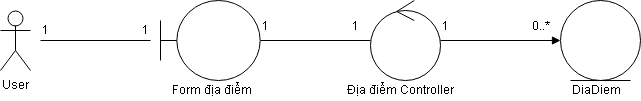 1 1 1 1 1 0..*
User Form địa điểm Địa điểm Controller DiaDiem